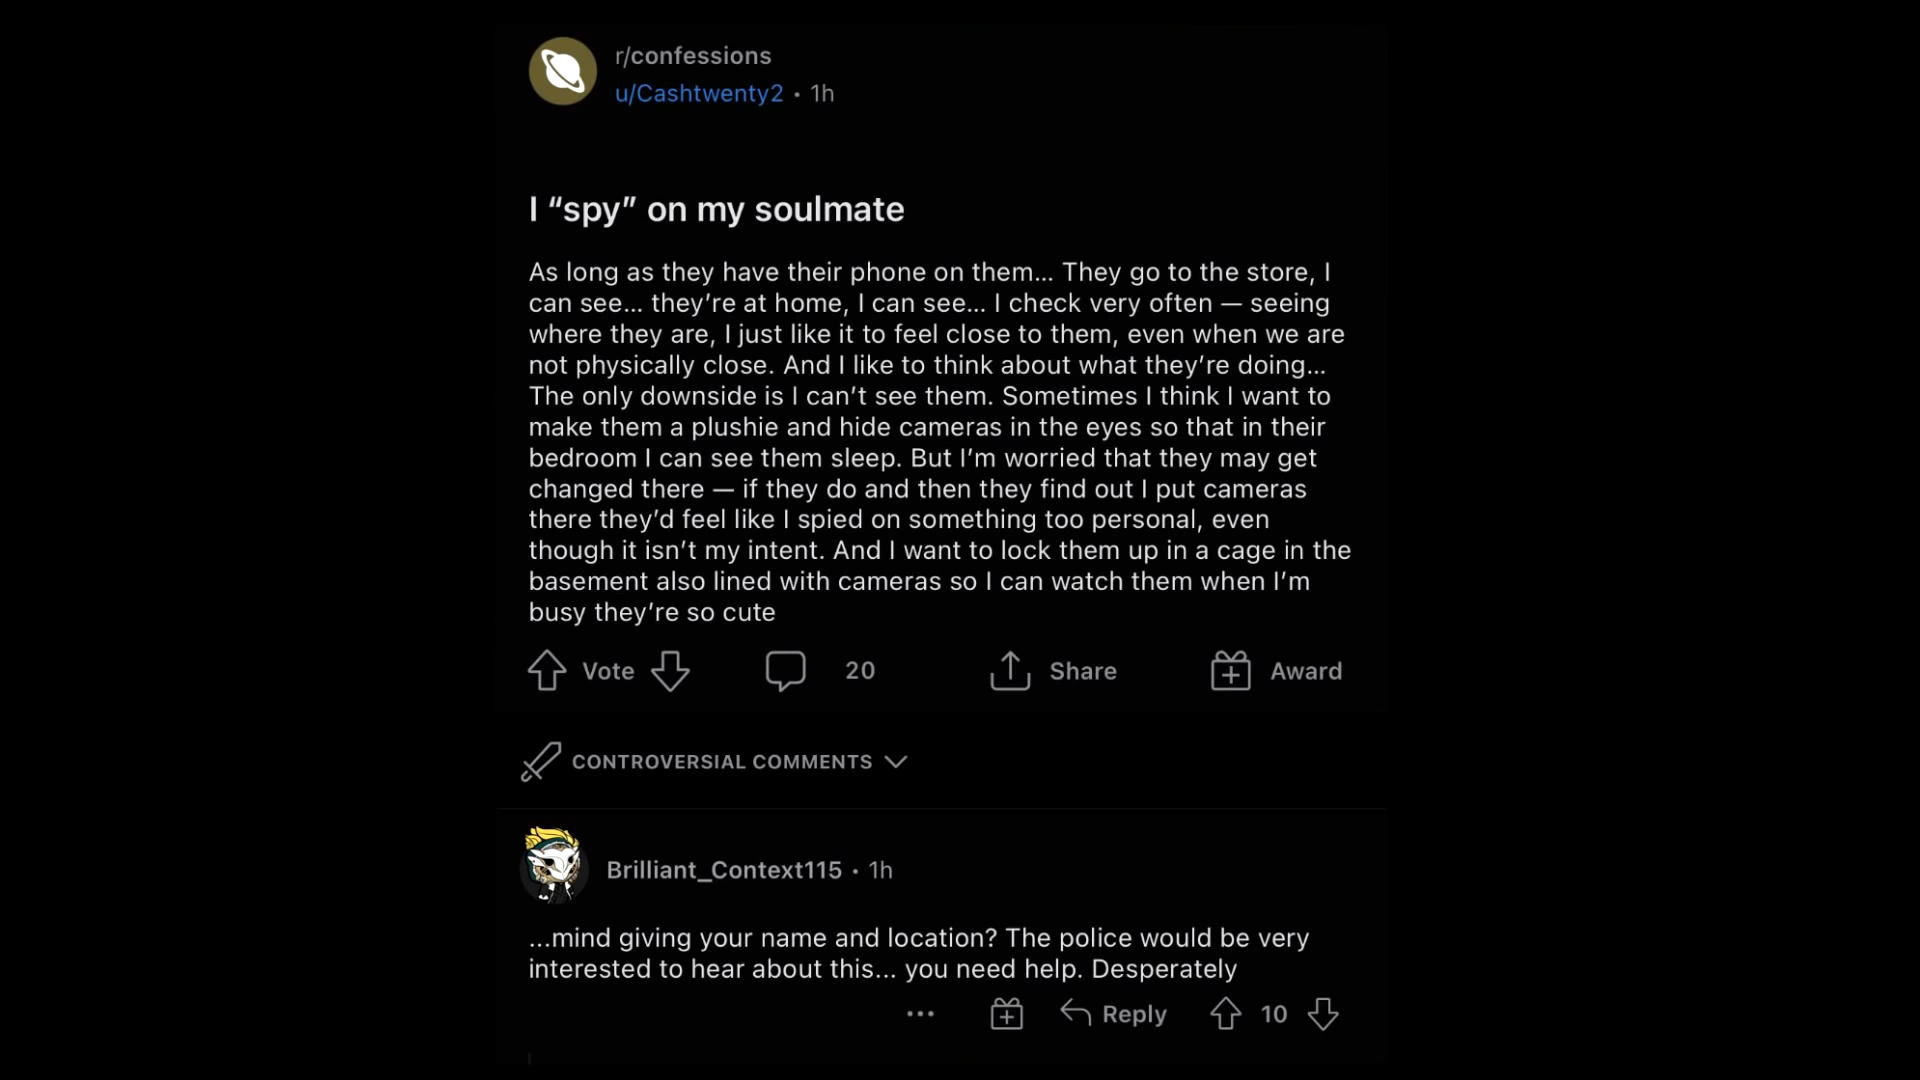 r/confessions
u/Cashtwenty2 • 1h
I “spy” on my soulmate
As long as they have their phone on them... They go to the store, I
can see... they’re at home, I can see... I check very often — seeing
where they are, I just like it to feel close to them, even when we are
not physically close. And I like to think about what they’re doing...
The only downside is I can’t see them. Sometimes I think I want to
make them a plushie and hide cameras in the eyes so that in their
bedroom I can see them sleep. But I’m worried that they may get
changed there — if they do and then they find out I put cameras
there they’d feel like I spied on something too personal, even
though it isn’t my intent. And I want to lock them up in a cage in the
basement also lined with cameras so I can watch them when I’m
busy they’re so cute
Vote 20 Share Award
CONTROVERSIAL COMMENTS
Brilliant_Context115 • 1h
...mind giving your name and location? The police would be very
interested to hear about this... you need help. Desperately
... Reply 10